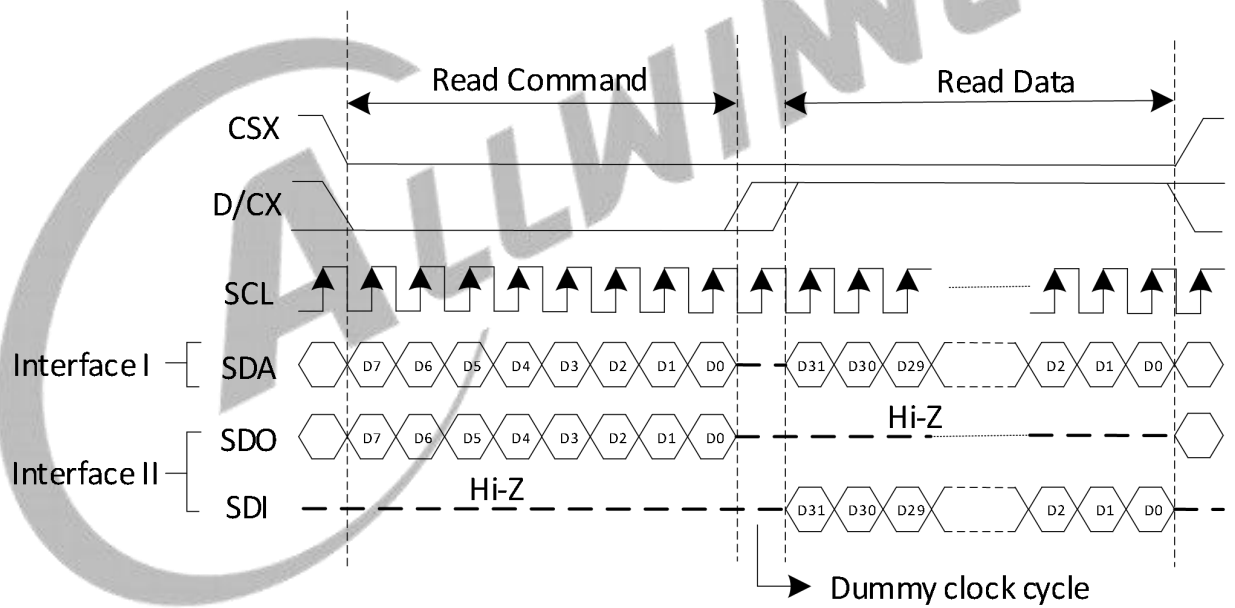 ALLWINNE
Read Command
Read Data
CSX
D/CX
SCL
Interface I
SDA
D7 D6 D5 D4 D3 D2 D1 D0 D31 D30 D29 D2 D1 D0
Hi-Z
Interface II
SDO
D7 D6 D5 D4 D3 D2 D1 D0
Hi-Z
SDI
D31 D30 D29 D2 D1 D0
Dummy clock cycle